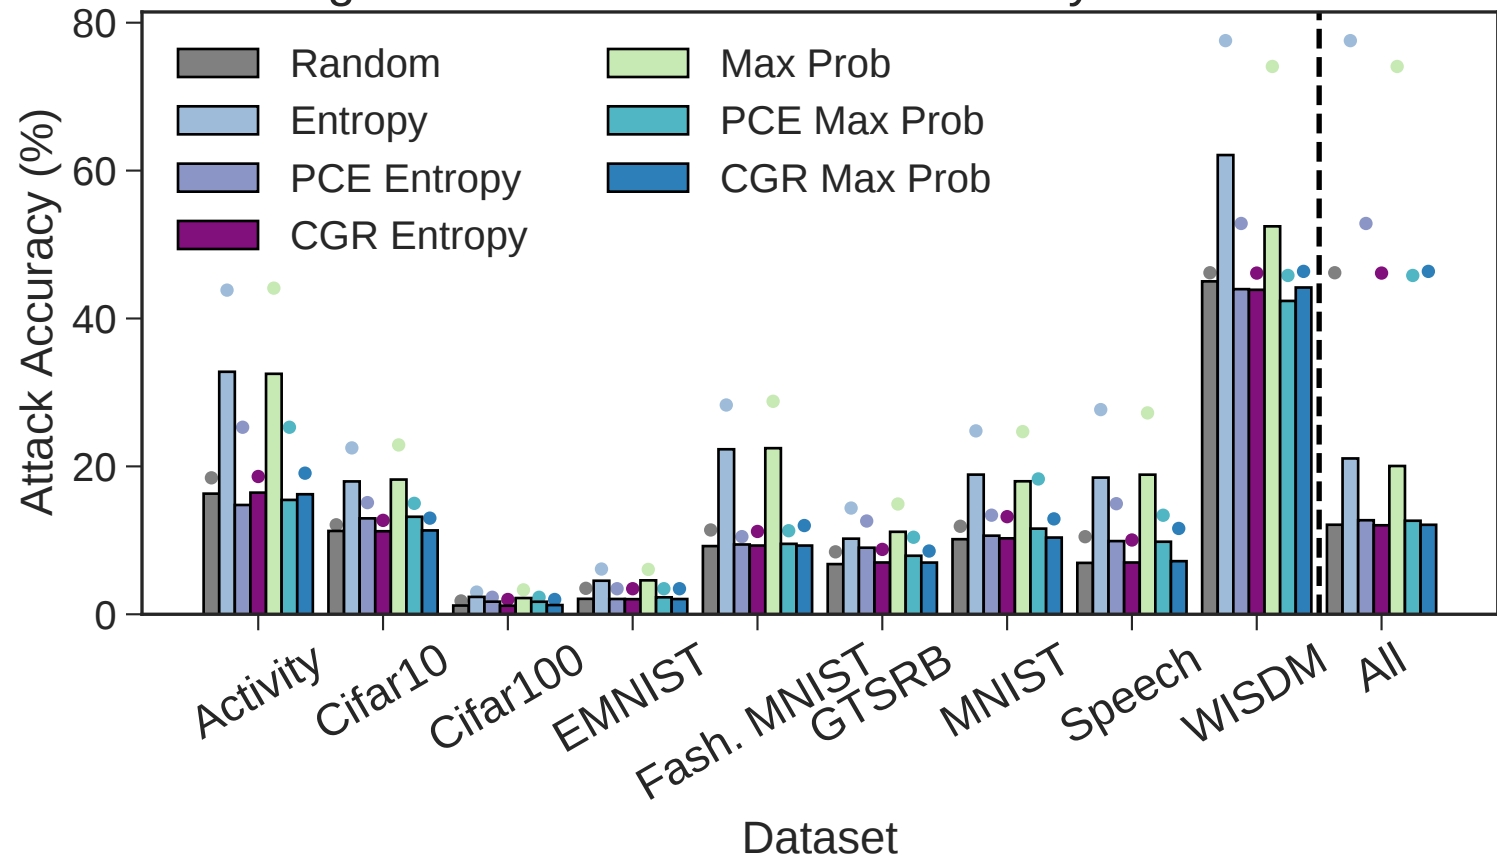 80
60
40
20
0
Attack Accuracy (%)
Random
Entropy
PCE Entropy
CGR Entropy
Max Prob
PCE Max Prob
CGR Max Prob
Activity
Cifar10
Cifar100
EMNIST
Fash. MNIST
GTSRB
MNIST
Speech
WISDM
All
Dataset